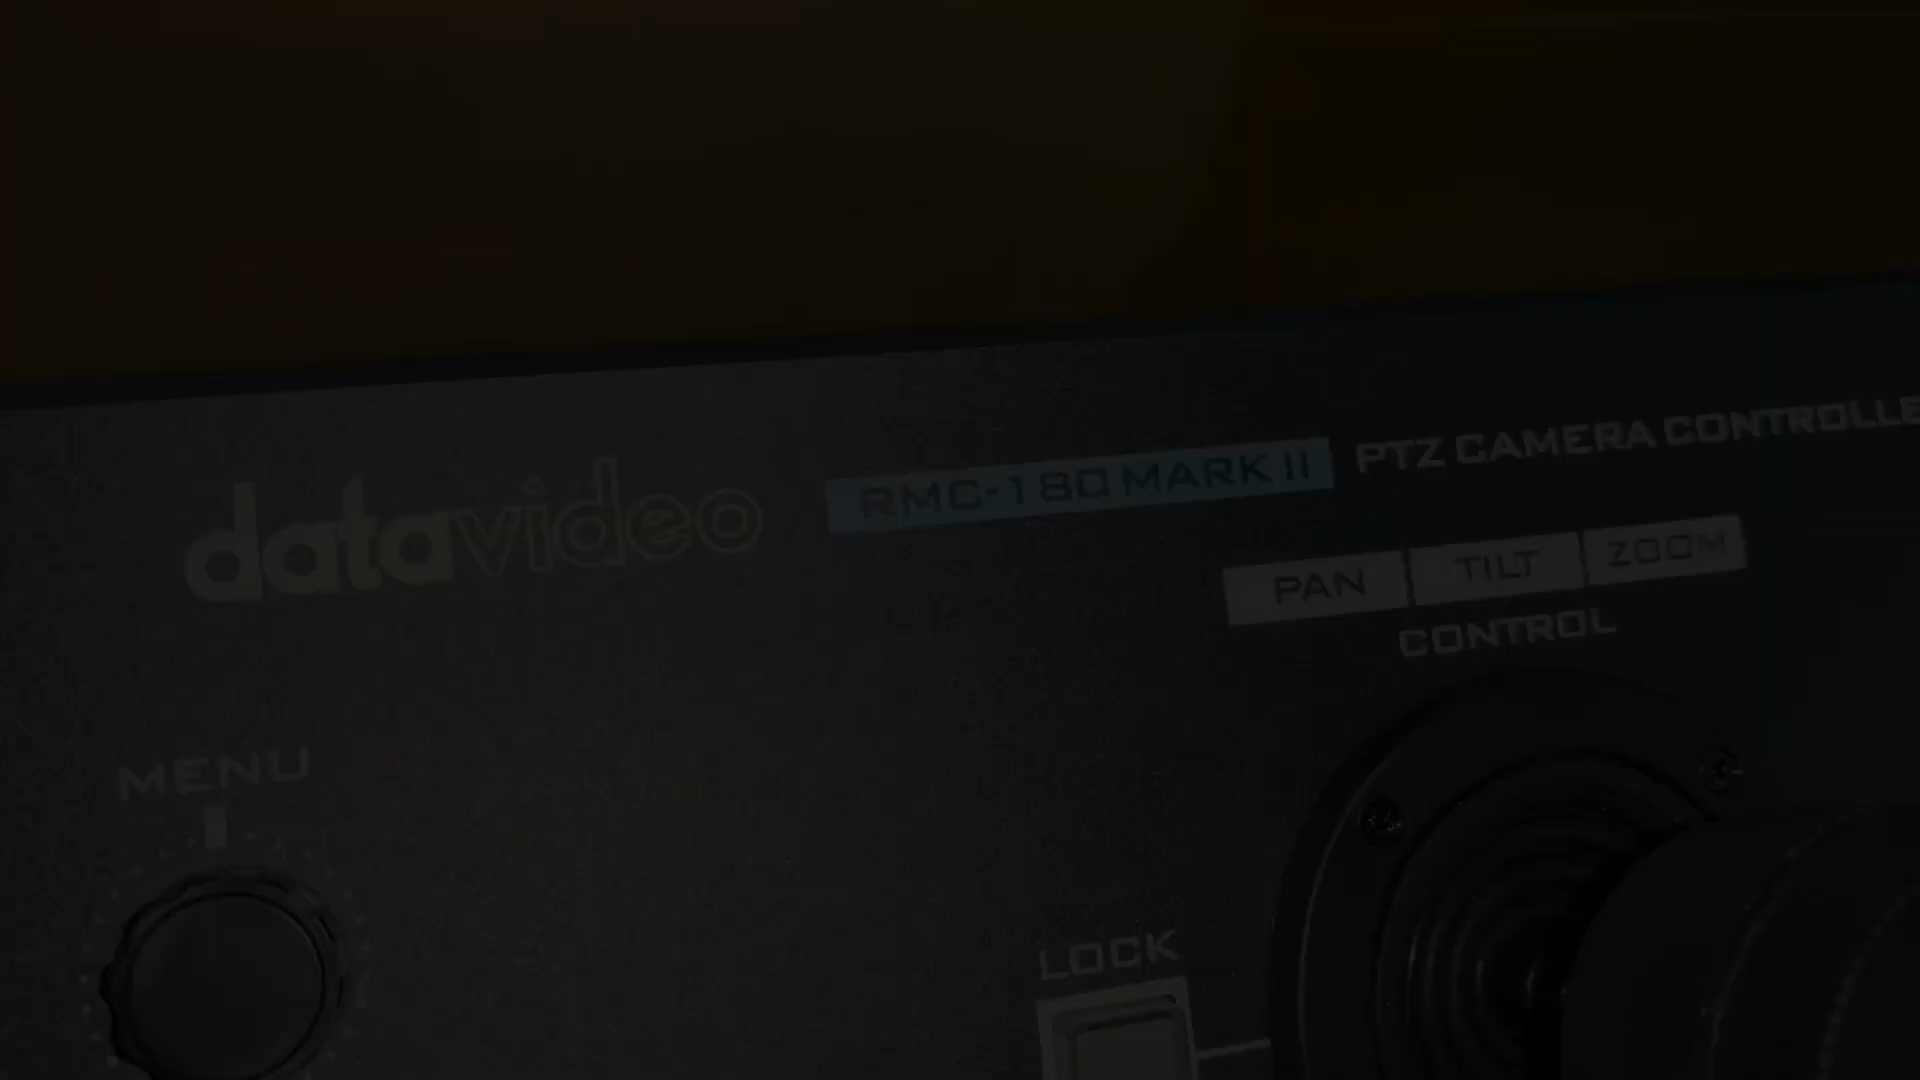 datavideo RMC-180 MARK II PTZ CAMERA CONTROLLE
PAN TILT ZOOM
CONTROL
MENU
LOCK